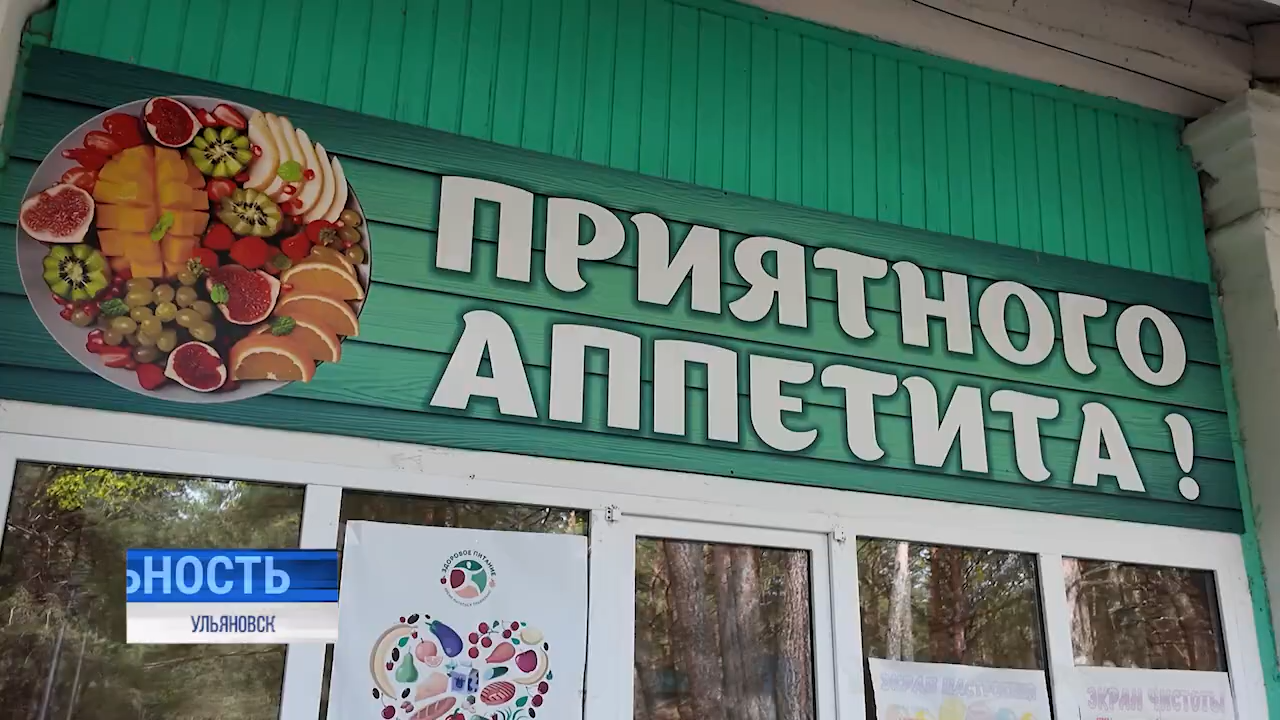 ПРИЯТНОГО
АППЕТИТА !
ЗДОРОВОЕ ПИТАНИЕ
ЬНОСТЬ
УЛЬЯНОВСК
ЭКРАН НАСТРОЕНИЯ
ЭКРАН ЧИСТОТЫ